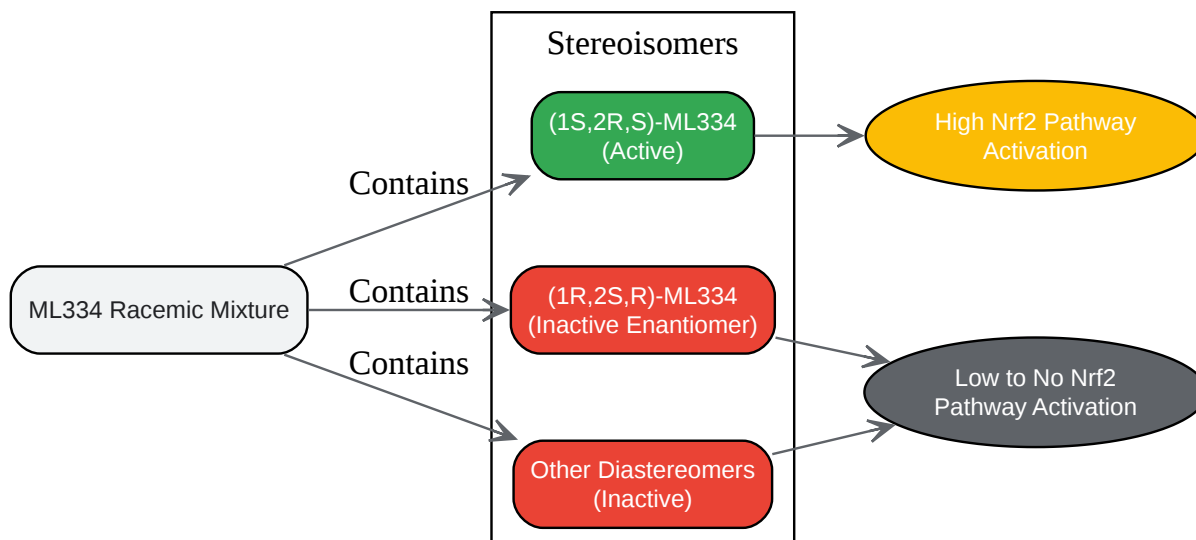 Stereoisomers
(1S,2R,S)-ML334
(Active)
High Nrf2 Pathway
Activation
Contains
ML334 Racemic Mixture
Contains
(1R,2S,R)-ML334
(Inactive Enantiomer)
Contains
Low to No Nrf2
Pathway Activation
Other Diastereomers
(Inactive)